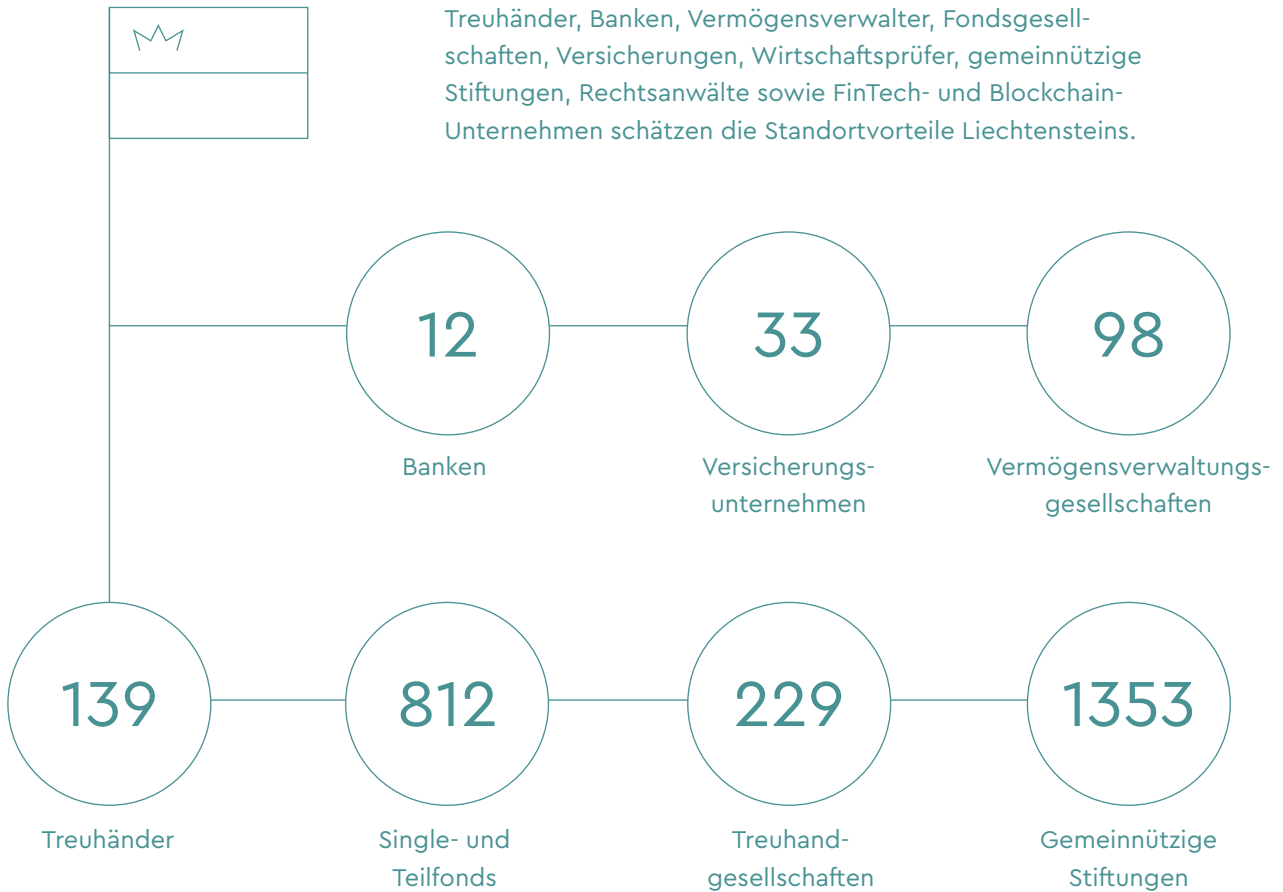 Treuhänder, Banken, Vermögensverwalter, Fondsgesell-
schaften, Versicherungen, Wirtschaftsprüfer, gemeinnützige
Stiftungen, Rechtsanwälte sowie FinTech- und Blockchain-
Unternehmen schätzen die Standortvorteile Liechtensteins.
12
Banken
33
Versicherungs-
unternehmen
98
Vermögensverwaltungs-
gesellschaften
139
Treuhänder
812
Single- und
Teilfonds
229
Treuhand-
gesellschaften
1353
Gemeinnützige
Stiftungen